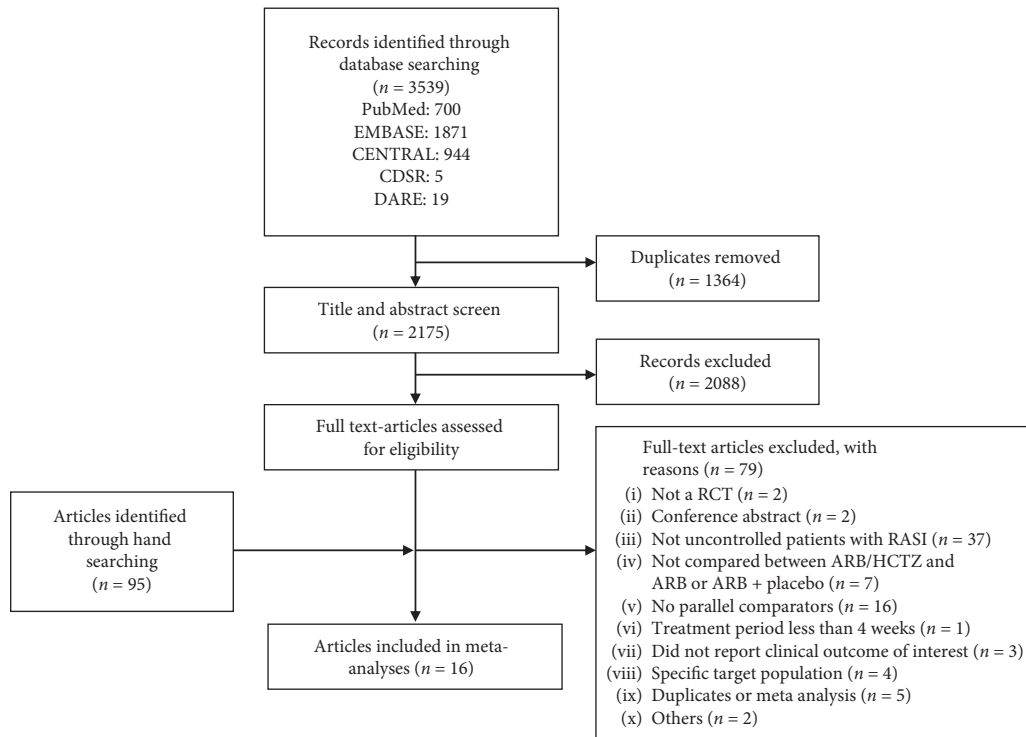 Records identified through
database searching
(n = 3539)
PubMed: 700
EMBASE: 1871
CENTRAL: 944
CDSR: 5
DARE: 19
Duplicates removed
(n = 1364)
Title and abstract screen
(n = 2175)
Records excluded
(n = 2088)
Full text-articles assessed
for eligibility
Articles identified
through hand
searching
(n = 95)
Full-text articles excluded, with
reasons (n = 79)
(i) Not a RCT (n = 2)
(ii) Conference abstract (n = 2)
(iii) Not uncontrolled patients with RASI (n = 37)
(iv) Not compared between ARB/HCTZ and
ARB or ARB + placebo (n = 7)
(v) No parallel comparators (n = 16)
(vi) Treatment period less than 4 weeks (n = 1)
(vii) Did not report clinical outcome of interest (n = 3)
(viii) Specific target population (n = 4)
(ix) Duplicates or meta analysis (n = 5)
(x) Others (n = 2)
Articles included in meta-
analyses (n = 16)